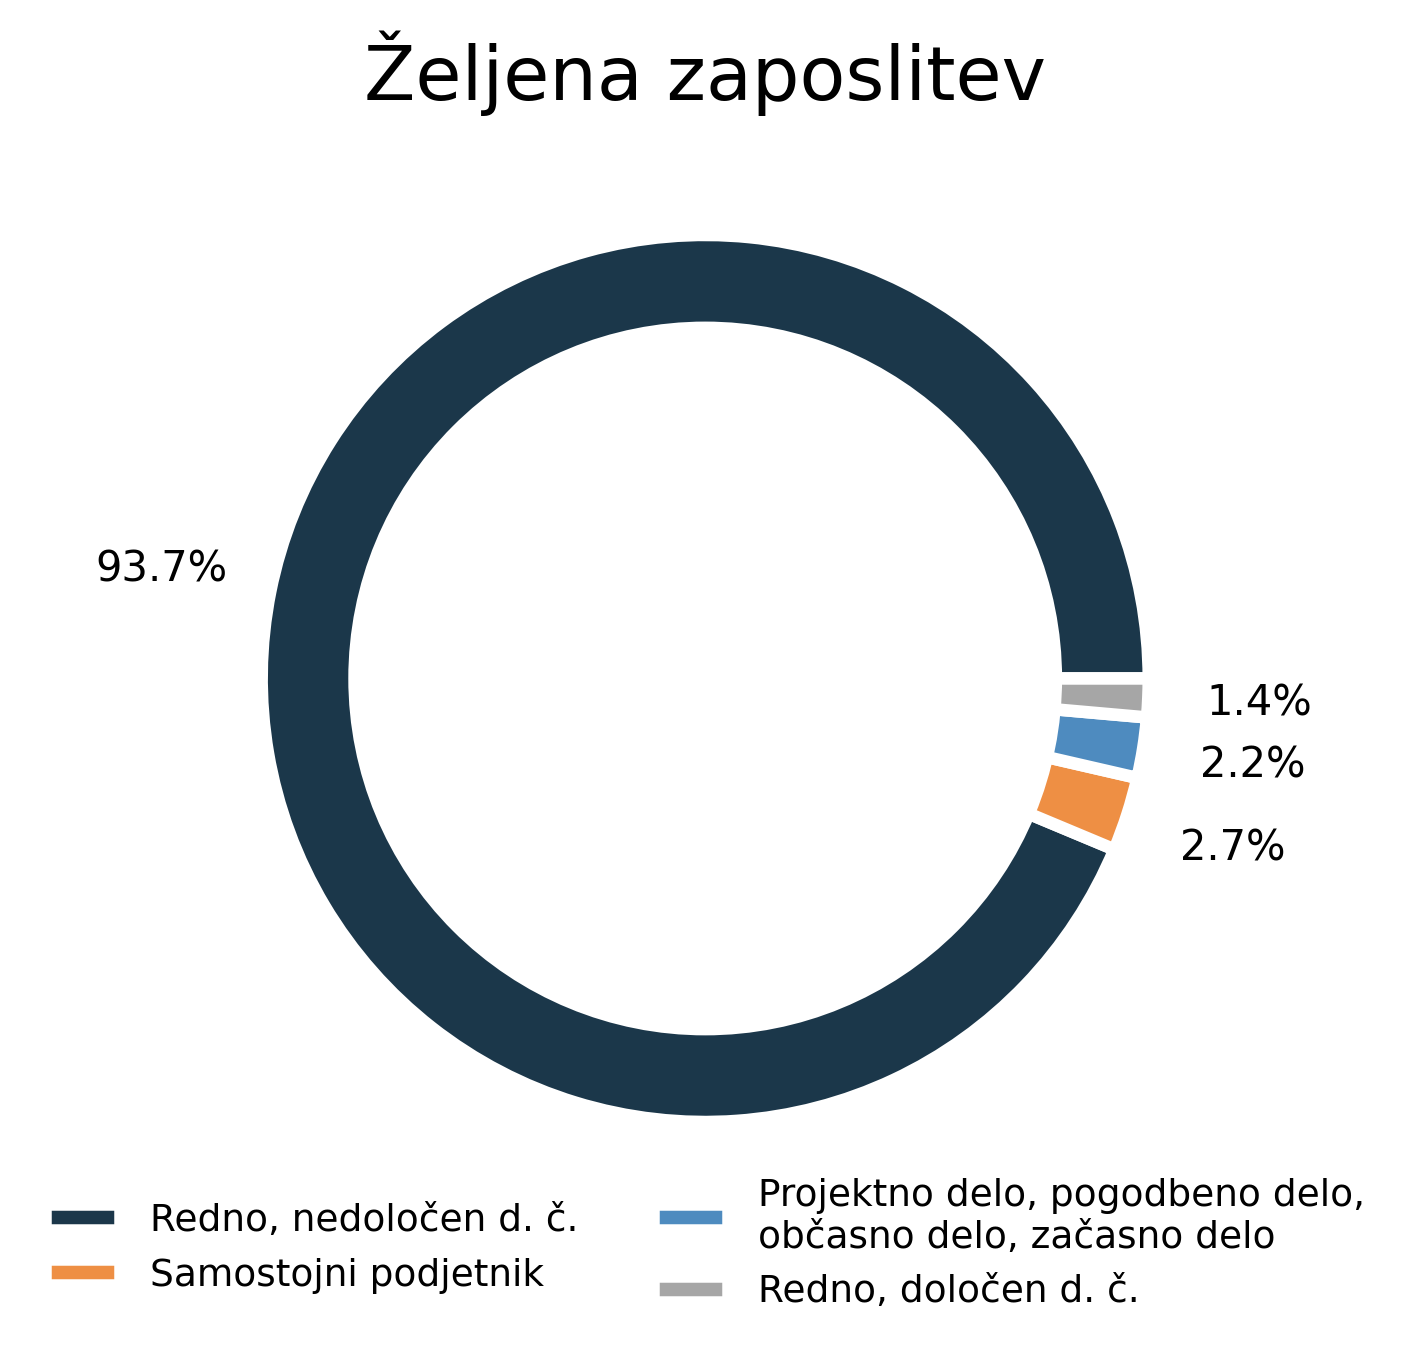 Željena zaposlitev
93.7%
1.4%
2.2%
2.7%
Redno, nedoločen d. č.
Samostojni podjetnik
Projektno delo, pogodbeno delo,
občasno delo, začasno delo
Redno, določen d. č.